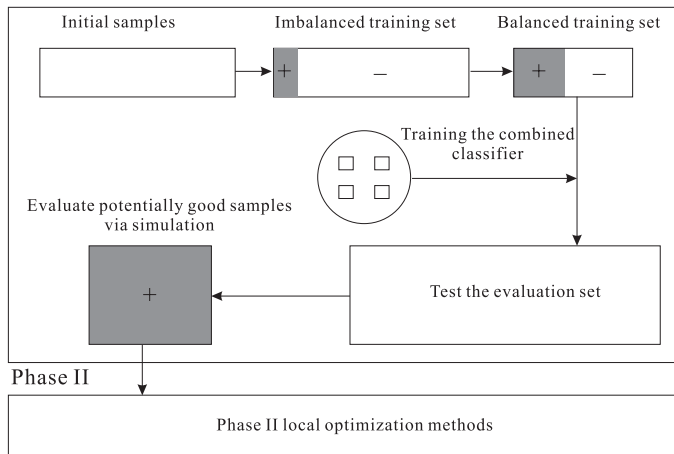 Initial samples
Imbalanced training set
Balanced training set
+
–
+
–
Training the combined
classifier
Evaluate potentially good samples
via simulation
+
Test the evaluation set
Phase II
Phase II local optimization methods